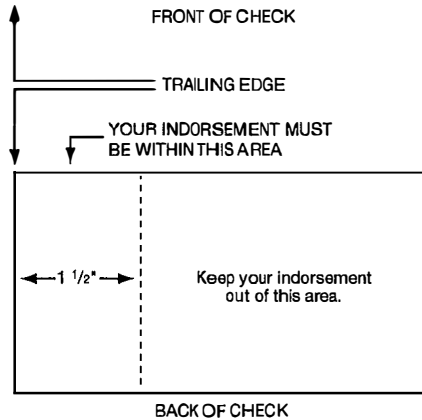 FRONT OF CHECK
TRAILING EDGE
YOUR INDORSEMENT MUST
BE WITHIN THIS AREA
1 1/2"
Keep your indorsement
out of this area.
BACK OF CHECK